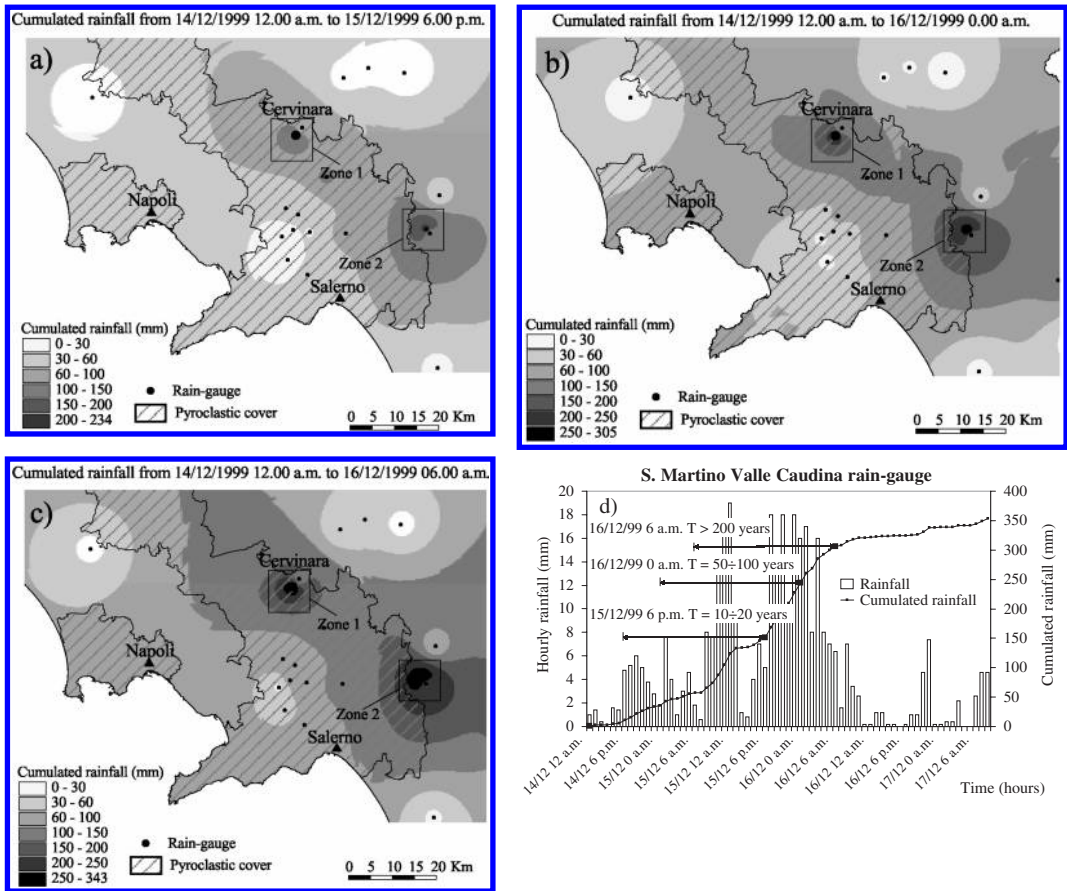 Cumulated rainfall from 14/12/1999 12.00 a.m. to 15/12/1999 6.00 p.m.
a)
Cervinara
Zone 1
Napoli
Zone 2
Salerno
Cumulated rainfall (mm)
0 - 30
30 - 60
60 - 100
100 - 150
150 - 200
200 - 234
Rain-gauge
Pyroclastic cover
0 5 10 15 20 Km
Cumulated rainfall from 14/12/1999 12.00 a.m. to 16/12/1999 0.00 a.m.
b)
Cervinara
Zone 1
Napoli
Zone 2
Salerno
Cumulated rainfall (mm)
0 - 30
30 - 60
60 - 100
100 - 150
150 - 200
200 - 250
250 - 305
Rain-gauge
Pyroclastic cover
0 5 10 15 20 Km
Cumulated rainfall from 14/12/1999 12.00 a.m. to 16/12/1999 06.00 a.m.
c)
Cervinara
Zone 1
Napoli
Zone 2
Salerno
Cumulated rainfall (mm)
0 - 30
30 - 60
60 - 100
100 - 150
150 - 200
200 - 250
250 - 343
Rain-gauge
Pyroclastic cover
0 5 10 15 20 Km
S. Martino Valle Caudina rain-gauge
d)
Hourly rainfall (mm)
20
18
16
14
12
10
8
6
4
2
0
16/12/99 6 a.m. T > 200 years
16/12/99 0 a.m. T = 50÷100 years
15/12/99 6 p.m. T = 10÷20 years
Rainfall
Cumulated rainfall
400
350
300
250
200
150
100
50
0
Cumulated rainfall (mm)
14/12 12 a.m.
14/12 6 p.m.
15/12 0 a.m.
15/12 6 a.m.
15/12 12 a.m.
15/12 6 p.m.
16/12 0 a.m.
16/12 6 a.m.
16/12 12 a.m.
16/12 6 p.m.
17/12 0 a.m.
17/12 6 a.m.
Time (hours)